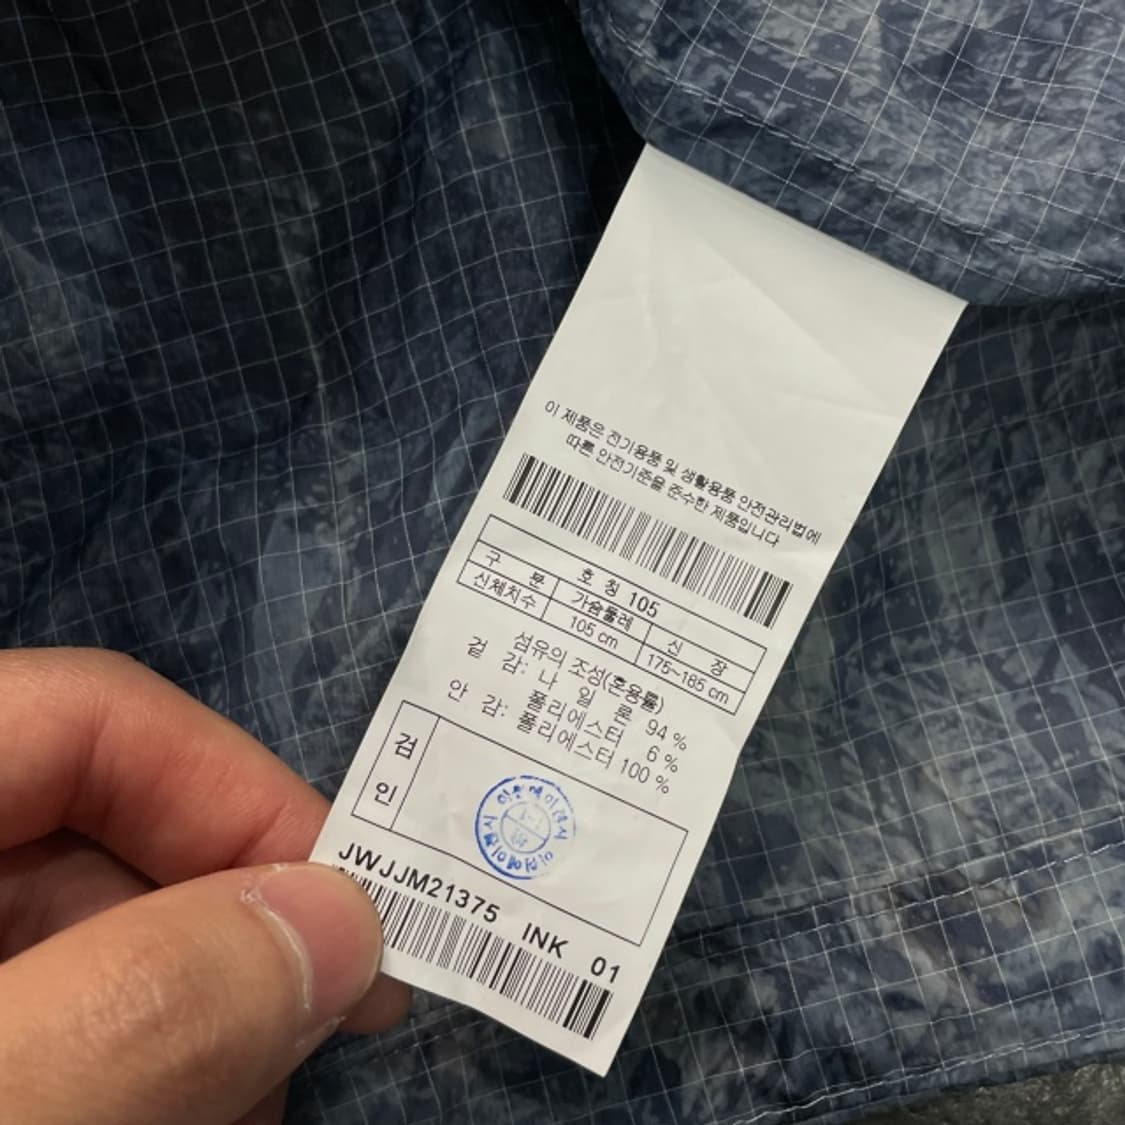 이 제품은 전기용품 및 생활용품 안전관리법에
따른 안전기준을 준수한 제품입니다
호 칭 105
구 분 가슴둘레 신 장
신체치수 105 cm 175~185 cm
섬유의 조성(혼용률)
겉 감: 나 일 론 94 %
폴리에스터 6 %
안 감: 폴리에스터 100 %
검
인
JWJJM21375 INK 01